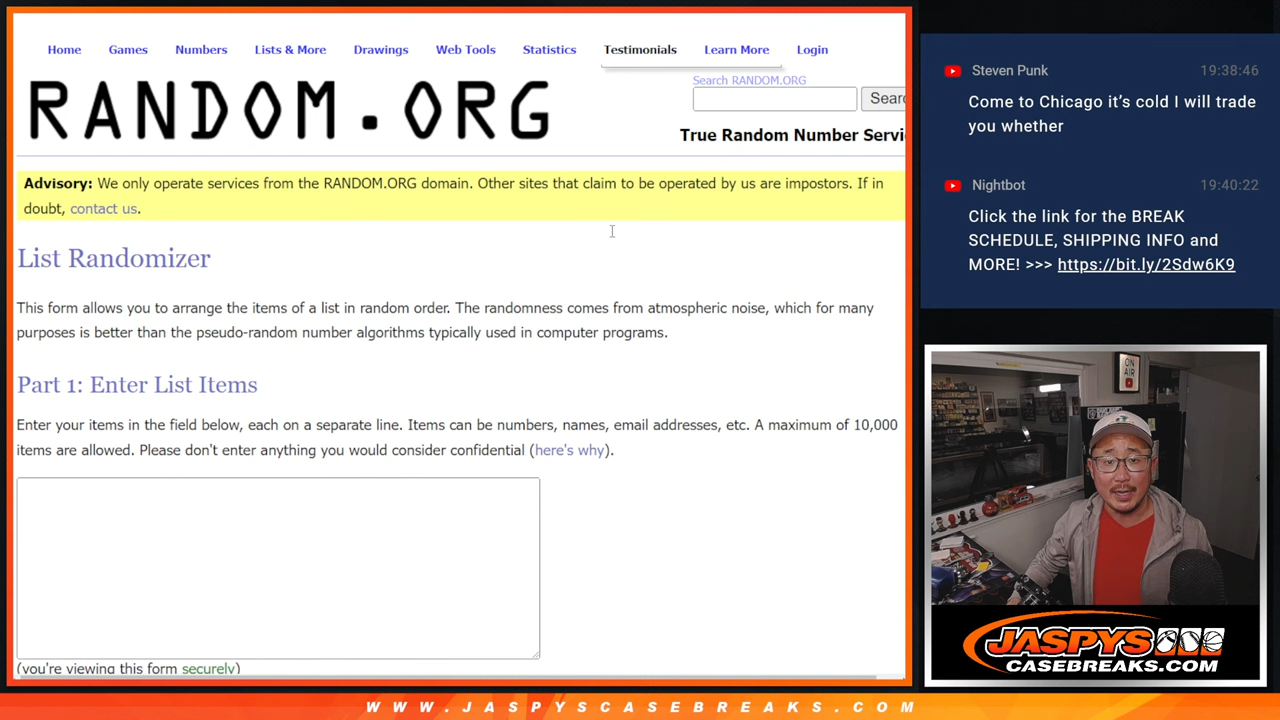 Home Games Numbers Lists & More Drawings Web Tools Statistics Testimonials Learn More Login
Search RANDOM.ORG
RANDOM.ORG
Sear
True Random Number Servi
Advisory: We only operate services from the RANDOM.ORG domain. Other sites that claim to be operated by us are impostors. If in
doubt, contact us.
List Randomizer
This form allows you to arrange the items of a list in random order. The randomness comes from atmospheric noise, which for many
purposes is better than the pseudo-random number algorithms typically used in computer programs.
Part 1: Enter List Items
Enter your items in the field below, each on a separate line. Items can be numbers, names, email addresses, etc. A maximum of 10,000
items are allowed. Please don't enter anything you would consider confidential (here's why).
(you're viewing this form securely)
Steven Punk 19:38:46
Come to Chicago it's cold I will trade
you whether
Nightbot 19:40:22
Click the link for the BREAK
SCHEDULE, SHIPPING INFO and
MORE! >>> https://bit.ly/2Sdw6K9
ON
AIR
JASPYS
CASEBREAKS.COM
WWW.JASPYSCASEBREAKS.COM